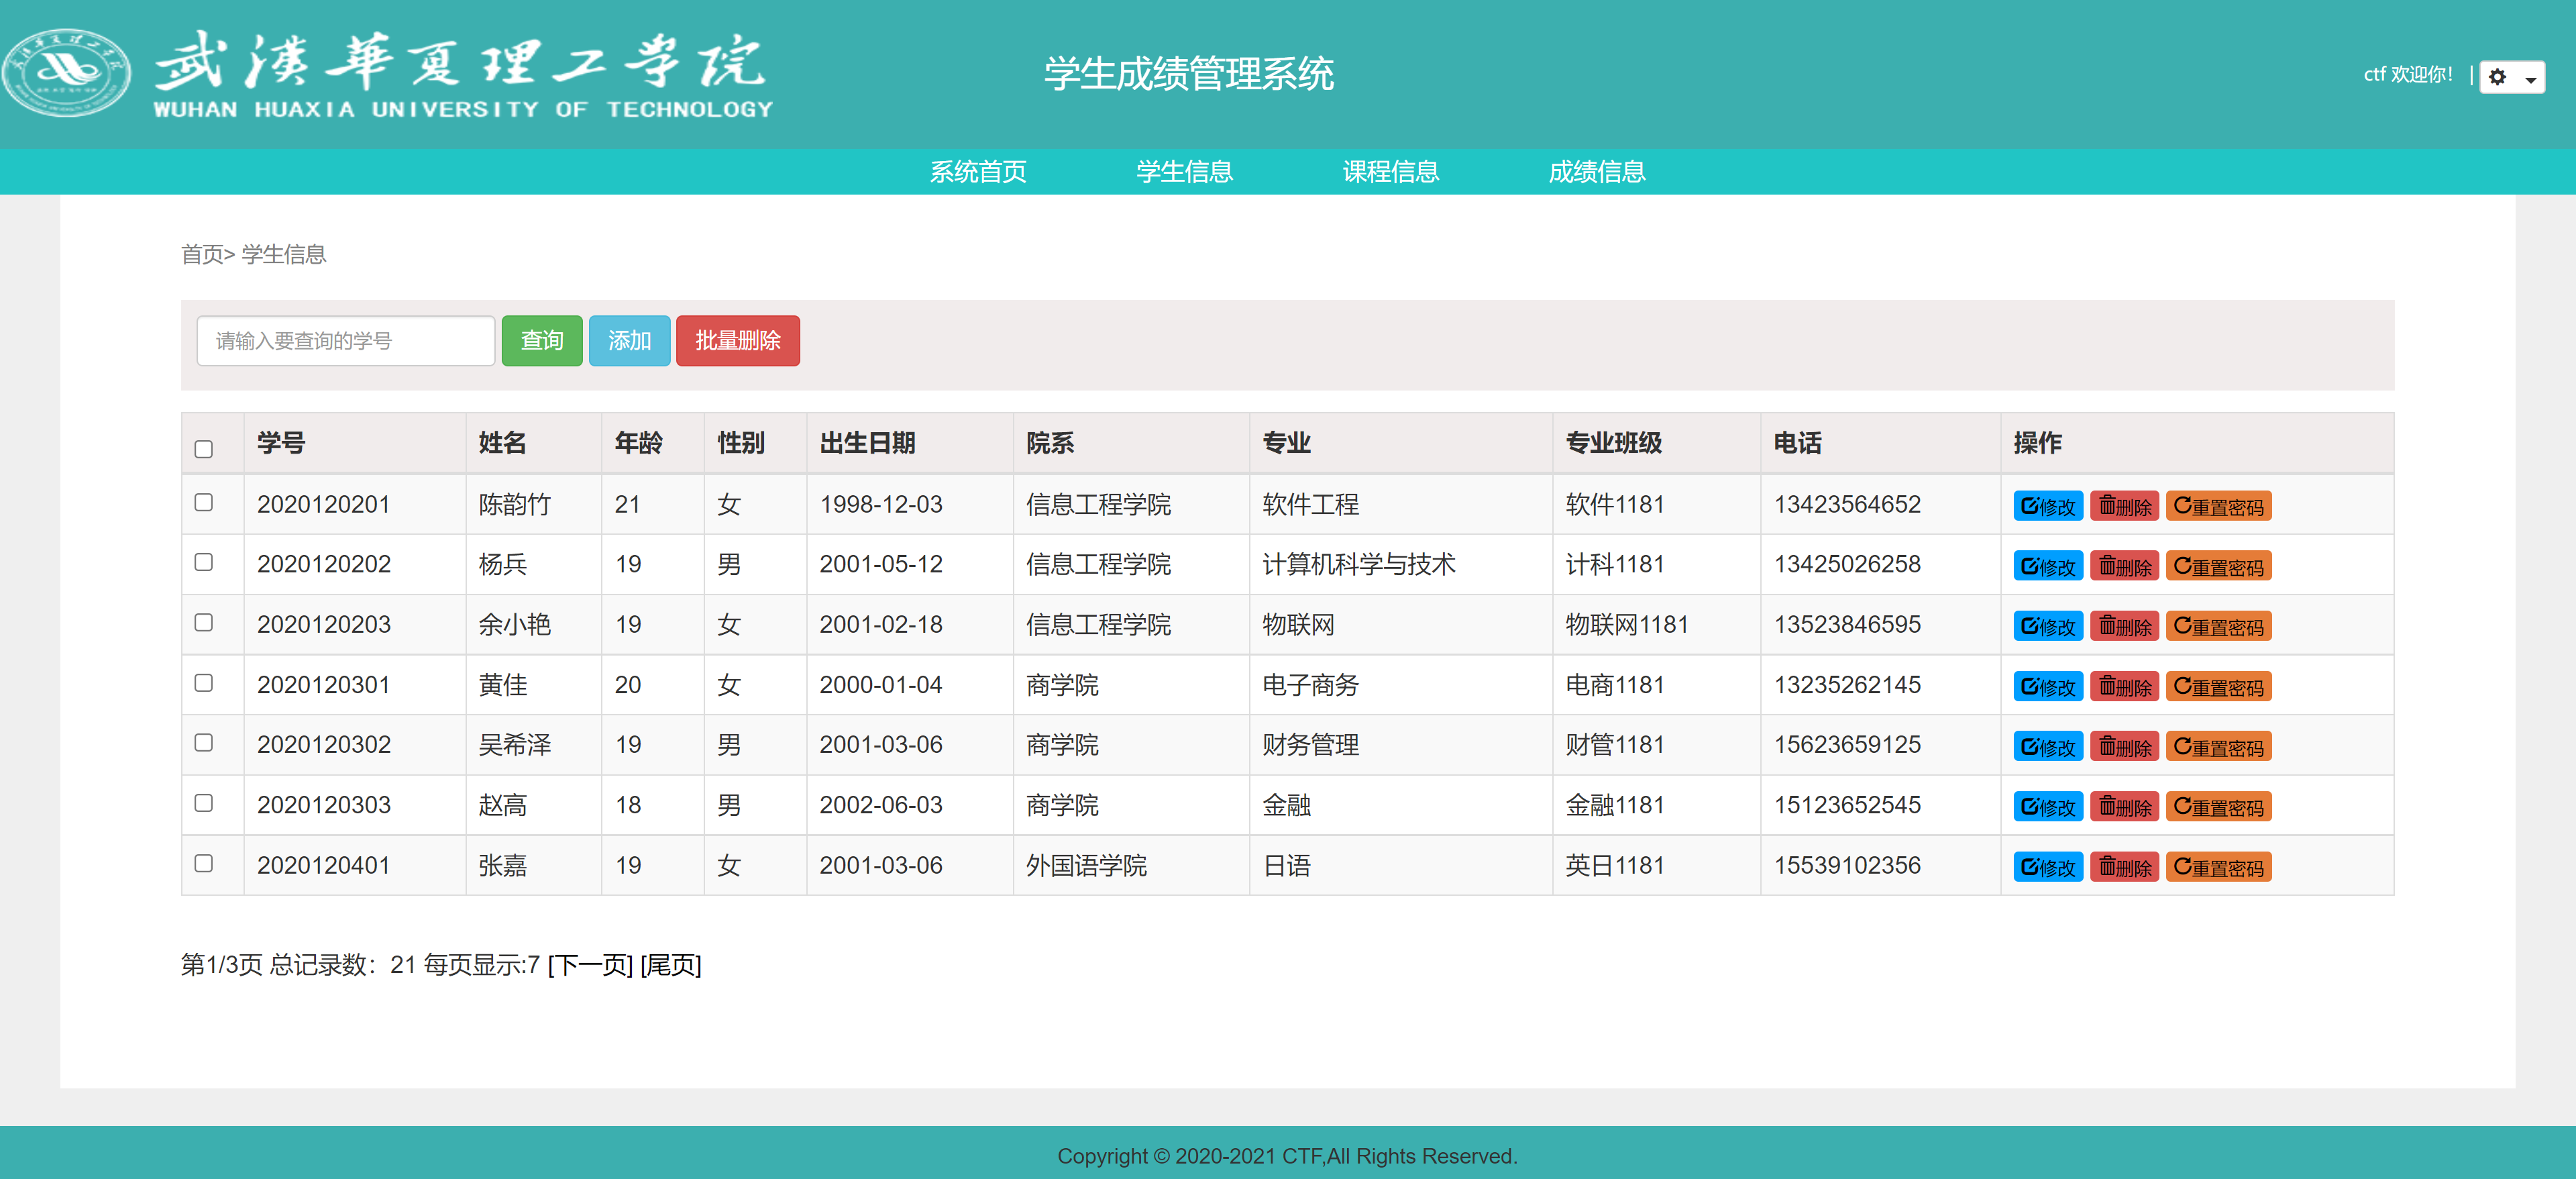 武漢華夏理工学院
WUHAN HUAXIA UNIVERSITY OF TECHNOLOGY
学生成绩管理系统
ctf 欢迎你! |
系统首页 学生信息 课程信息 成绩信息
首页> 学生信息
请输入要查询的学号 查询 添加 批量删除
学号 姓名 年龄 性别 出生日期 院系 专业 专业班级 电话 操作
2020120201 陈韵竹 21 女 1998-12-03 信息工程学院 软件工程 软件1181 13423564652 修改 删除 重置密码
2020120202 杨兵 19 男 2001-05-12 信息工程学院 计算机科学与技术 计科1181 13425026258 修改 删除 重置密码
2020120203 余小艳 19 女 2001-02-18 信息工程学院 物联网 物联网1181 13523846595 修改 删除 重置密码
2020120301 黄佳 20 女 2000-01-04 商学院 电子商务 电商1181 13235262145 修改 删除 重置密码
2020120302 吴希泽 19 男 2001-03-06 商学院 财务管理 财管1181 15623659125 修改 删除 重置密码
2020120303 赵高 18 男 2002-06-03 商学院 金融 金融1181 15123652545 修改 删除 重置密码
2020120401 张嘉 19 女 2001-03-06 外国语学院 日语 英日1181 15539102356 修改 删除 重置密码
第1/3页 总记录数：21 每页显示:7 [下一页] [尾页]
Copyright © 2020-2021 CTF,All Rights Reserved.